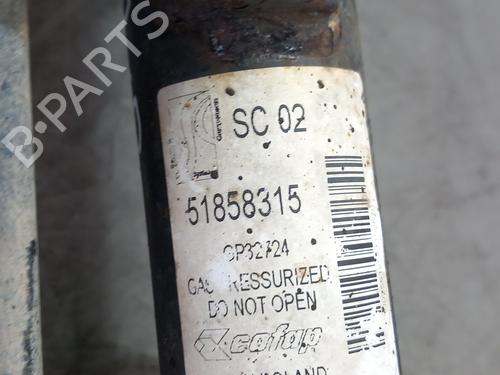 B-PARTS
SC 02
51858315
GAS PRESSURIZED
DO NOT OPEN
cofap